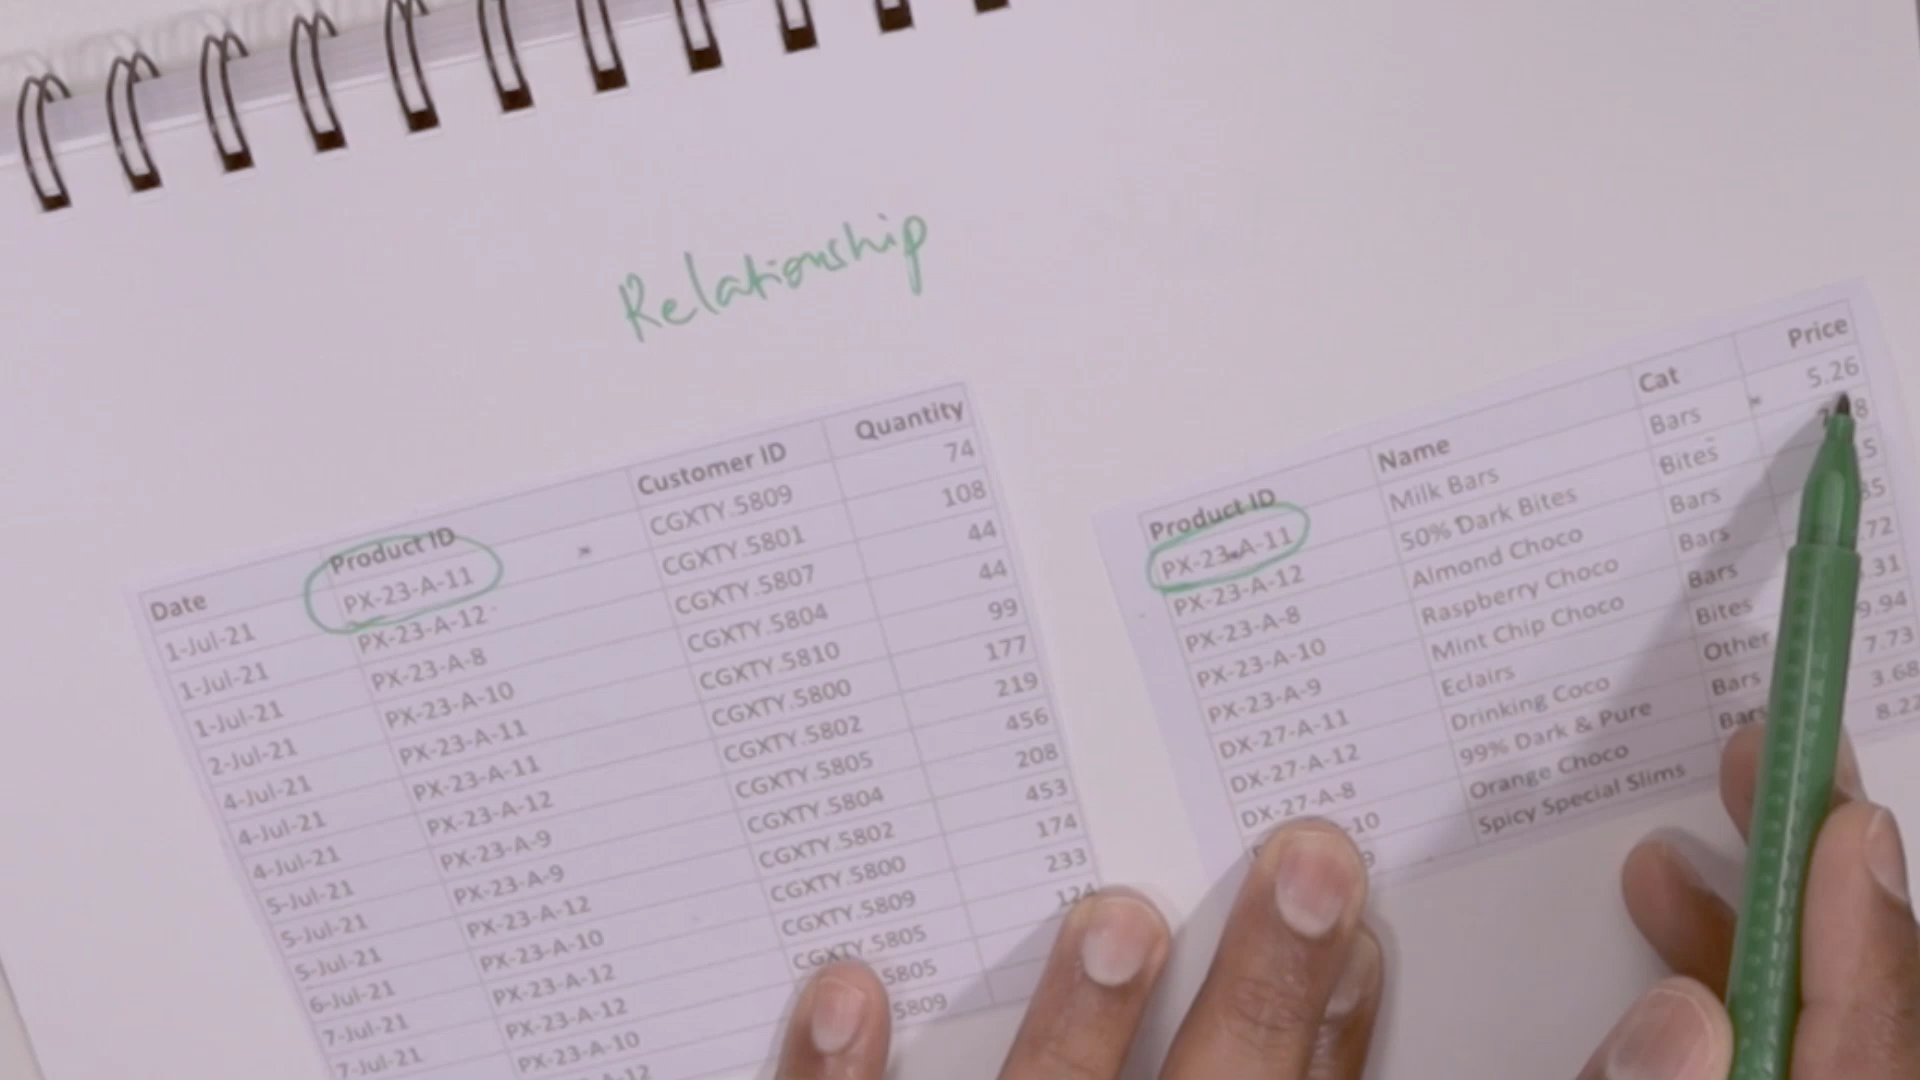 Relationship
Date Product ID Customer ID Quantity
1-Jul-21 PX-23-A-11 CGXTY.5809 74
1-Jul-21 PX-23-A-12 CGXTY.5801 108
1-Jul-21 PX-23-A-8 CGXTY.5807 44
2-Jul-21 PX-23-A-10 CGXTY.5804 44
4-Jul-21 PX-23-A-11 CGXTY.5810 99
4-Jul-21 PX-23-A-11 CGXTY.5800 177
4-Jul-21 PX-23-A-12 CGXTY.5802 219
5-Jul-21 PX-23-A-9 CGXTY.5805 456
5-Jul-21 PX-23-A-9 CGXTY.5804 208
5-Jul-21 PX-23-A-12 CGXTY.5802 453
6-Jul-21 PX-23-A-10 CGXTY.5800 174
7-Jul-21 PX-23-A-12 CGXTY.5809 233
7-Jul-21 PX-23-A-12 CGXTY.5805 124
PX-23-A-10 .5805
5809
Product ID Name Cat Price
PX-23-A-11 Milk Bars Bars 5.26
PX-23-A-12 50% Dark Bites Bites
PX-23-A-8 Almond Choco Bars
PX-23-A-10 Raspberry Choco Bars
PX-23-A-9 Mint Chip Choco Bars .72
DX-27-A-11 Eclairs Bites .31
DX-27-A-12 Drinking Coco Other 9.94
DX-27-A-8 99% Dark & Pure Bars 7.73
-10 Orange Choco Bars 3.68
Spicy Special Slims 8.22